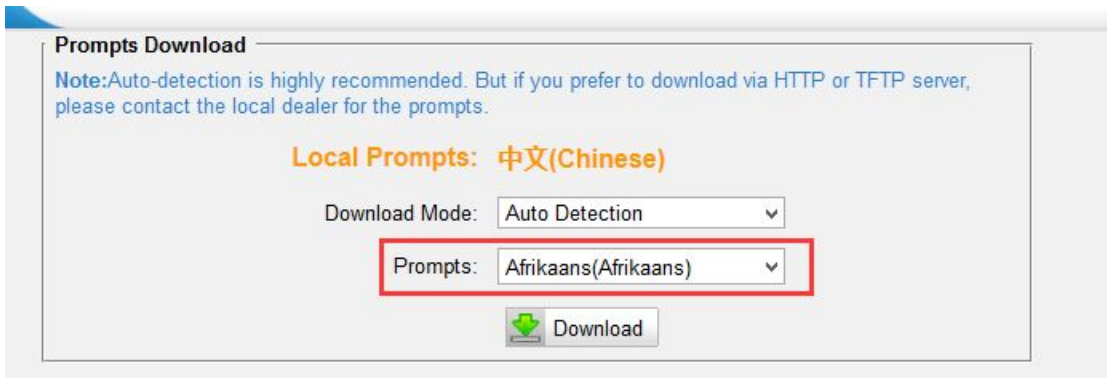 Prompts Download
Note:Auto-detection is highly recommended. But if you prefer to download via HTTP or TFTP server,
please contact the local dealer for the prompts.
Local Prompts: 中文(Chinese)
Download Mode: Auto Detection
Prompts: Afrikaans(Afrikaans)
Download